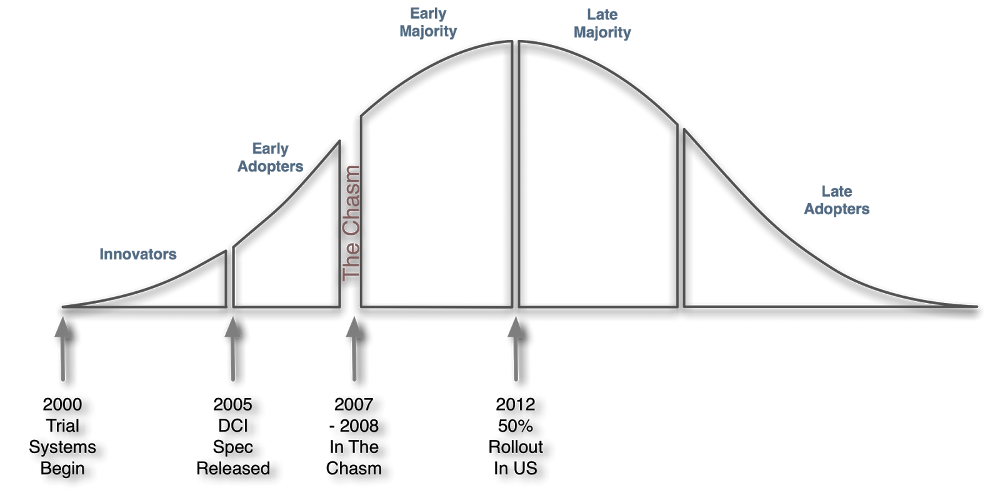 Early
Majority
Late
Majority
Early
Adopters
The Chasm
Late
Adopters
Innovators
2000
Trial
Systems
Begin
2005
DCI
Spec
Released
2007
- 2008
In The
Chasm
2012
50%
Rollout
In US